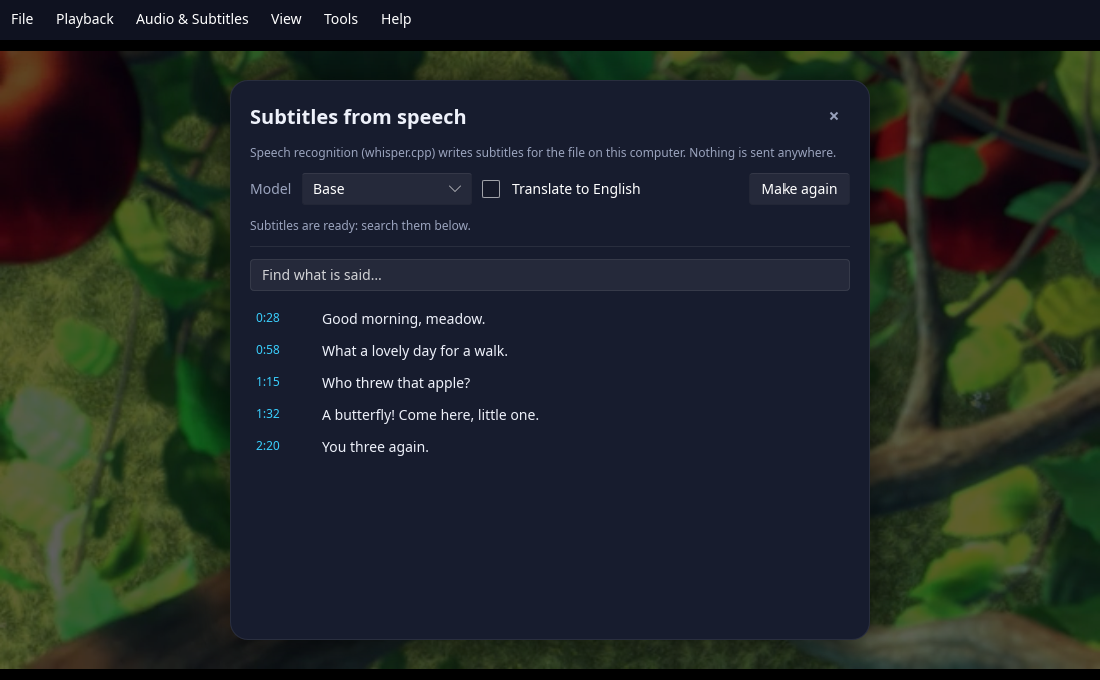 File Playback Audio & Subtitles View Tools Help
Subtitles from speech ×
Speech recognition (whisper.cpp) writes subtitles for the file on this computer. Nothing is sent anywhere.
Model Base Translate to English Make again
Subtitles are ready: search them below.
Find what is said...
0:28 Good morning, meadow.
0:58 What a lovely day for a walk.
1:15 Who threw that apple?
1:32 A butterfly! Come here, little one.
2:20 You three again.